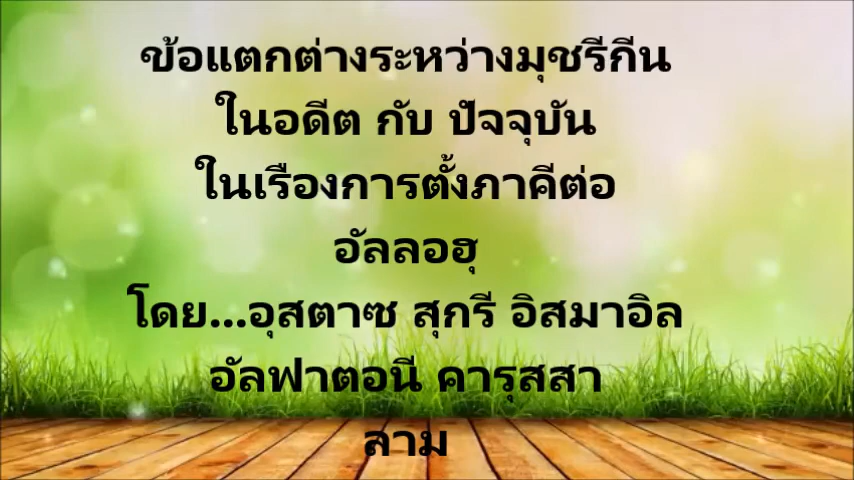 ข้อแตกต่างระหว่างมุชรีกีน
ในอดีต กับ ปัจจุบัน
ในเรื่องการตั้งภาคีต่อ
อัลลอฮุ
โดย...อุสตาซ สุกรี อิสมาอิล
อัลฟาตอนี คารุสสา
ลาม